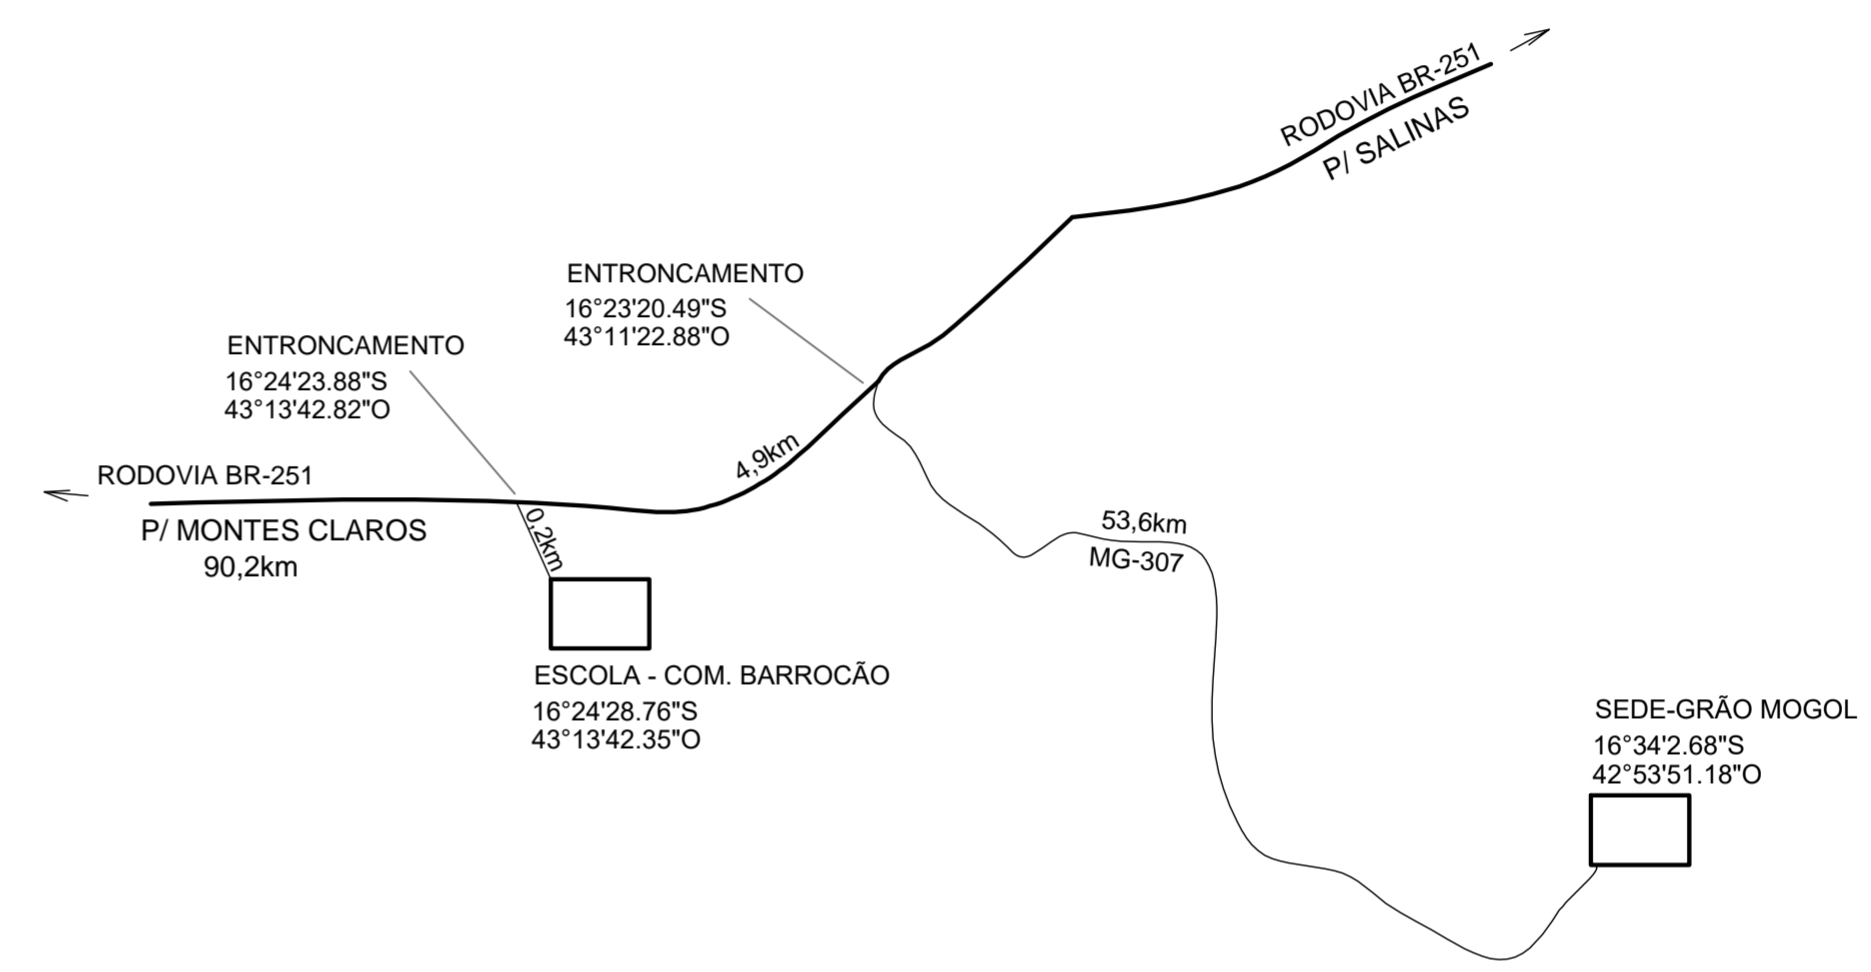 RODOVIA BR-251
P/ SALINAS
ENTRONCAMENTO
16°23'20.49"S
43°11'22.88"O
ENTRONCAMENTO
16°24'23.88"S
43°13'42.82"O
4,9km
RODOVIA BR-251
P/ MONTES CLAROS
90,2km
0,2km
53,6km
MG-307
ESCOLA - COM. BARROCÃO
16°24'28.76"S
43°13'42.35"O
SEDE-GRÃO MOGOL
16°34'2.68"S
42°53'51.18"O